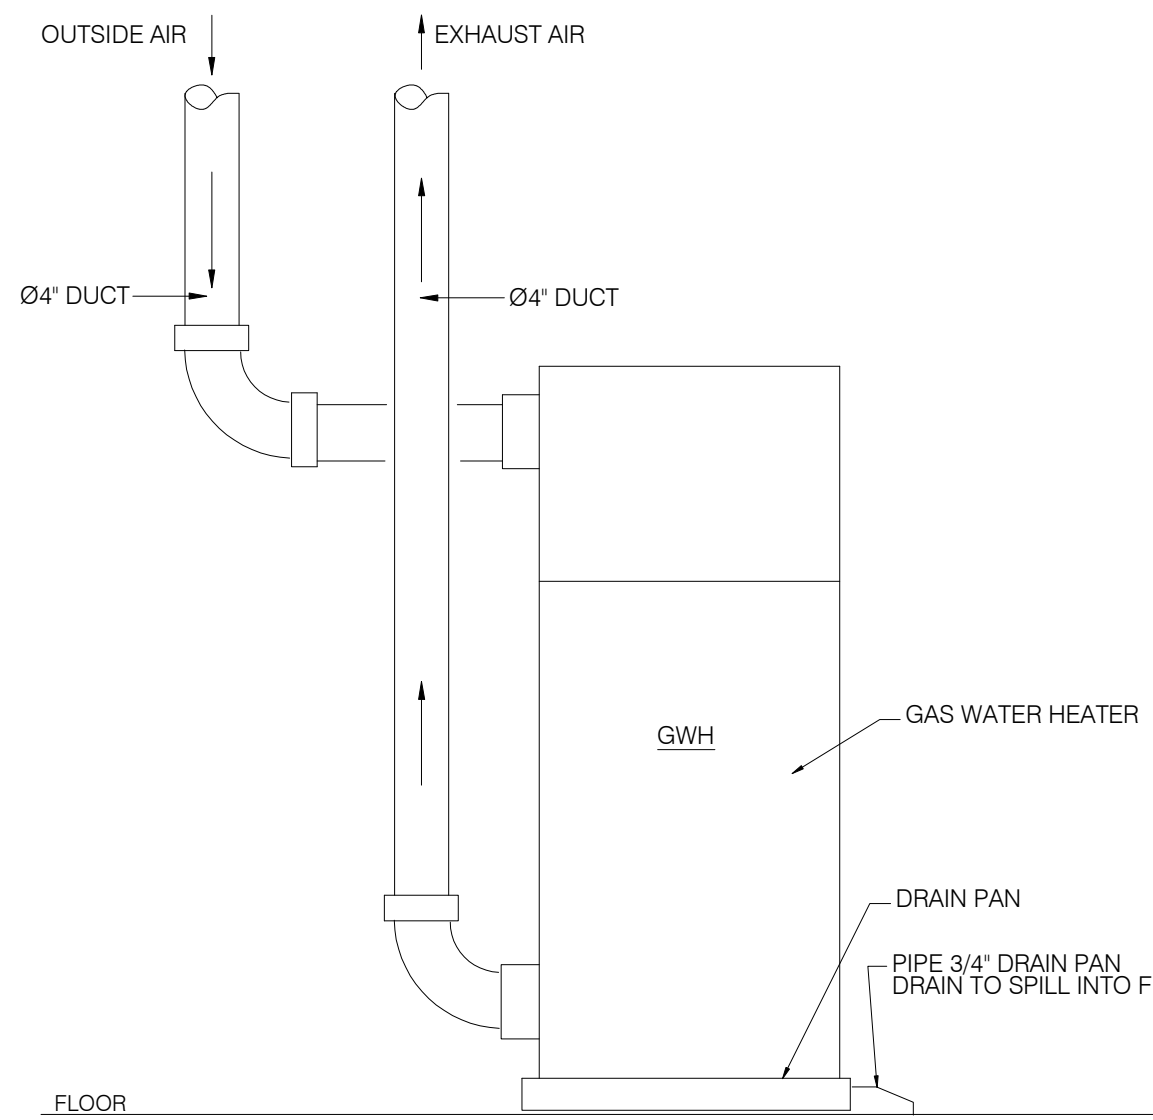 OUTSIDE AIR
EXHAUST AIR
Ø4" DUCT
Ø4" DUCT
GAS WATER HEATER
GWH
DRAIN PAN
PIPE 3/4" DRAIN PAN
DRAIN TO SPILL INTO F
FLOOR